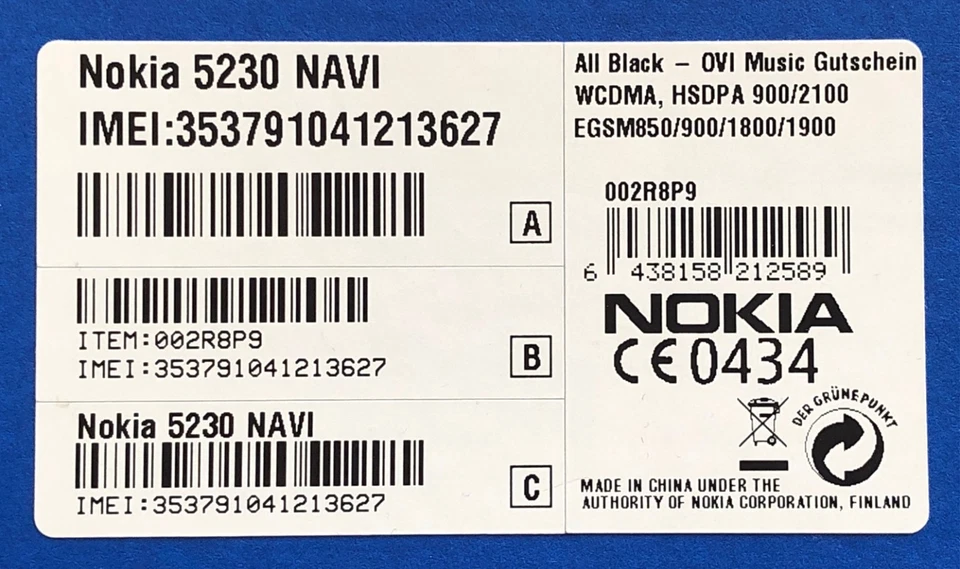 Nokia 5230 NAVI
IMEI:353791041213627
A
ITEM:002R8P9
IMEI:353791041213627
B
Nokia 5230 NAVI
IMEI:353791041213627
C
All Black – OVI Music Gutschein
WCDMA, HSDPA 900/2100
EGSM850/900/1800/1900
002R8P9
6 438158 212589
NOKIA
CE0434
DER GRÜNE PUNKT
MADE IN CHINA UNDER THE
AUTHORITY OF NOKIA CORPORATION, FINLAND